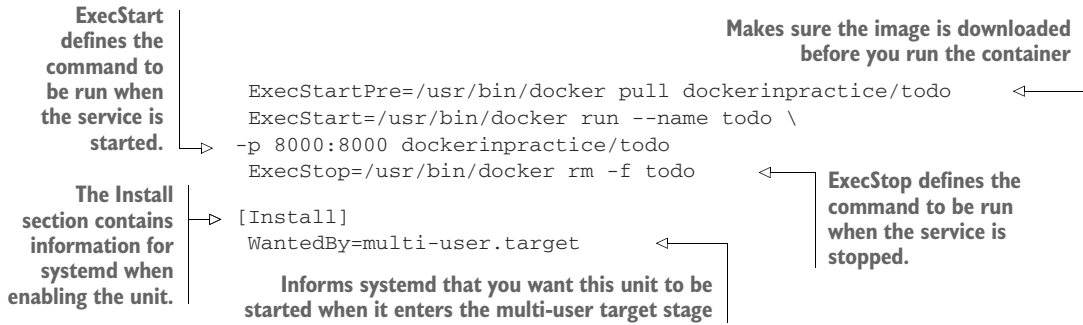 ExecStart
defines the
command to
be run when
the service is
started.
Makes sure the image is downloaded
before you run the container
ExecStartPre=/usr/bin/docker pull dockerinpractice/todo
ExecStart=/usr/bin/docker run --name todo \
-p 8000:8000 dockerinpractice/todo
ExecStop=/usr/bin/docker rm -f todo
ExecStop defines the
command to be run
when the service is
stopped.
The Install
section contains
information for
systemd when
enabling the unit.
[Install]
WantedBy=multi-user.target
Informs systemd that you want this unit to be
started when it enters the multi-user target stage